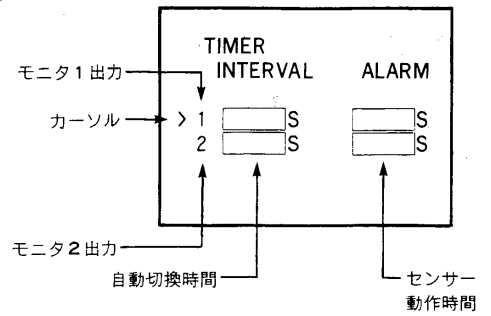 TIMER
INTERVAL ALARM
モニタ1出力
カーソル > 1 S S
2 S S
モニタ2出力
自動切換時間
センサー
動作時間